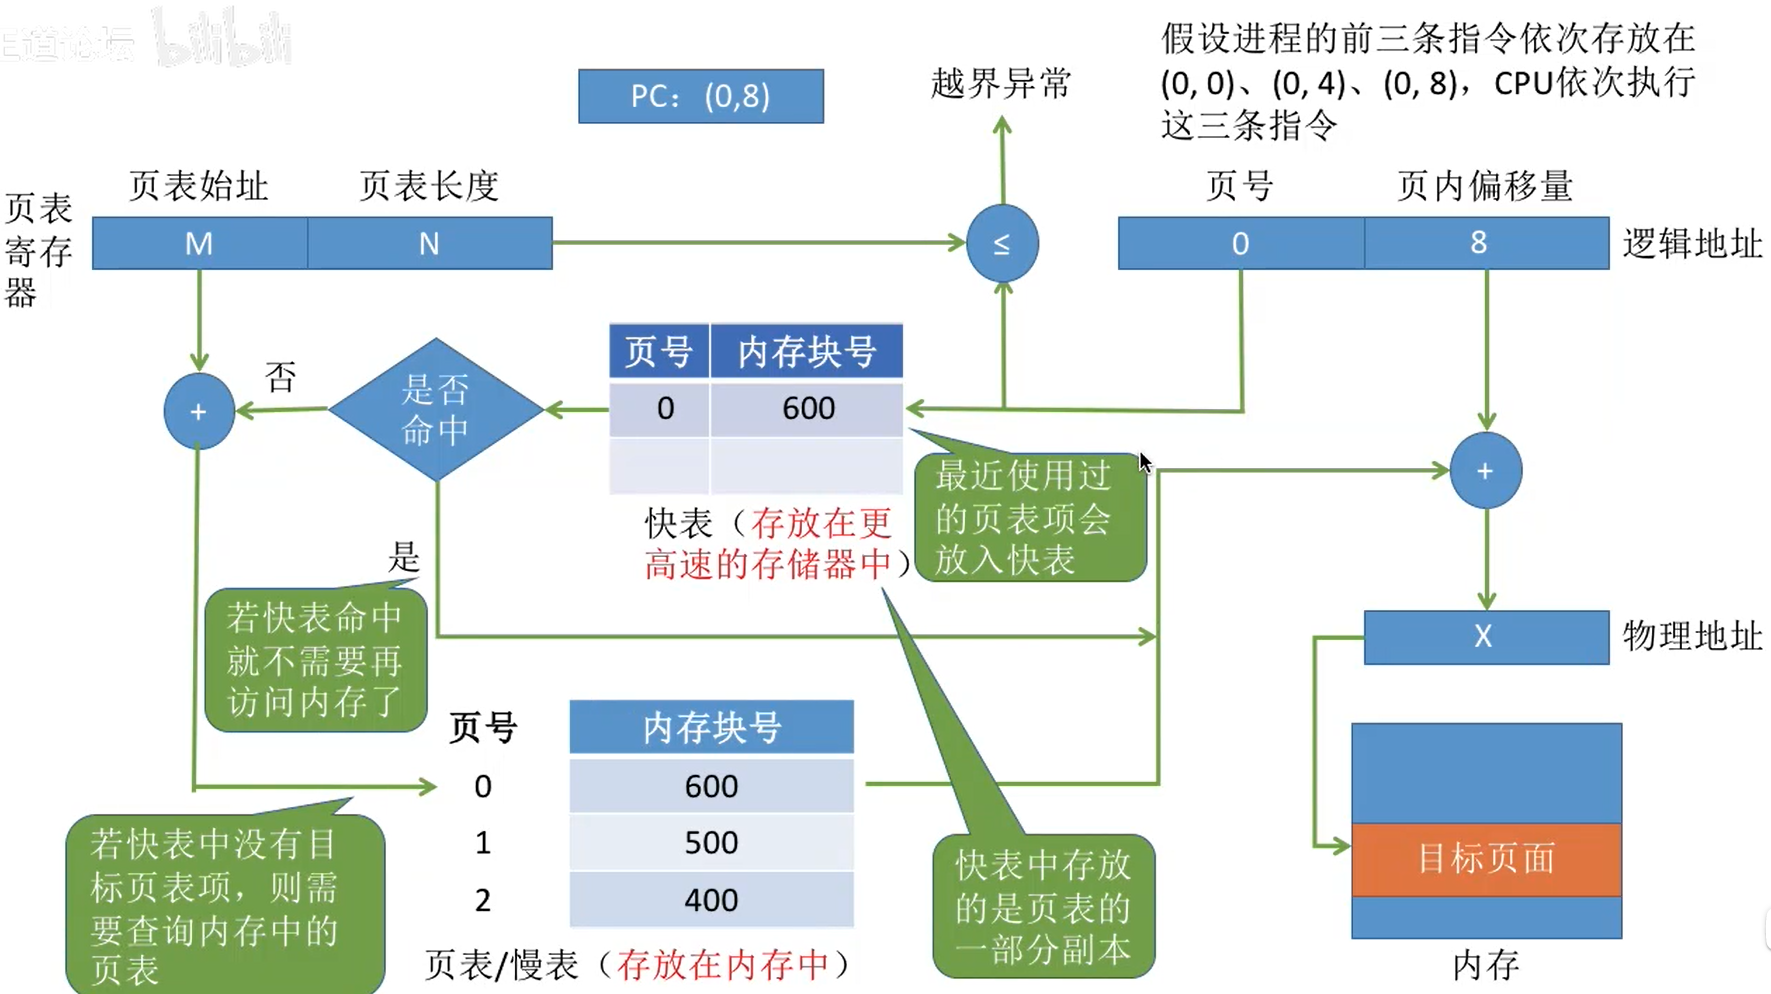 王道论坛 bilibili
假设进程的前三条指令依次存放在
(0, 0)、(0, 4)、(0, 8)，CPU依次执行
这三条指令
PC：(0,8)
越界异常
页表始址
页表长度
页号
页内偏移量
页表
寄存
器
M
N
≤
0
8
逻辑地址
页号
内存块号
0
600
否
是否
命中
+
+
最近使用过
的页表项会
放入快表
快表（存放在更
高速的存储器中）
是
若快表命中
就不需要再
访问内存了
X
物理地址
页号
内存块号
0
600
1
500
2
400
页表/慢表（存放在内存中）
若快表中没有目
标页表项，则需
要查询内存中的
页表
快表中存放
的是页表的
一部分副本
目标页面
内存